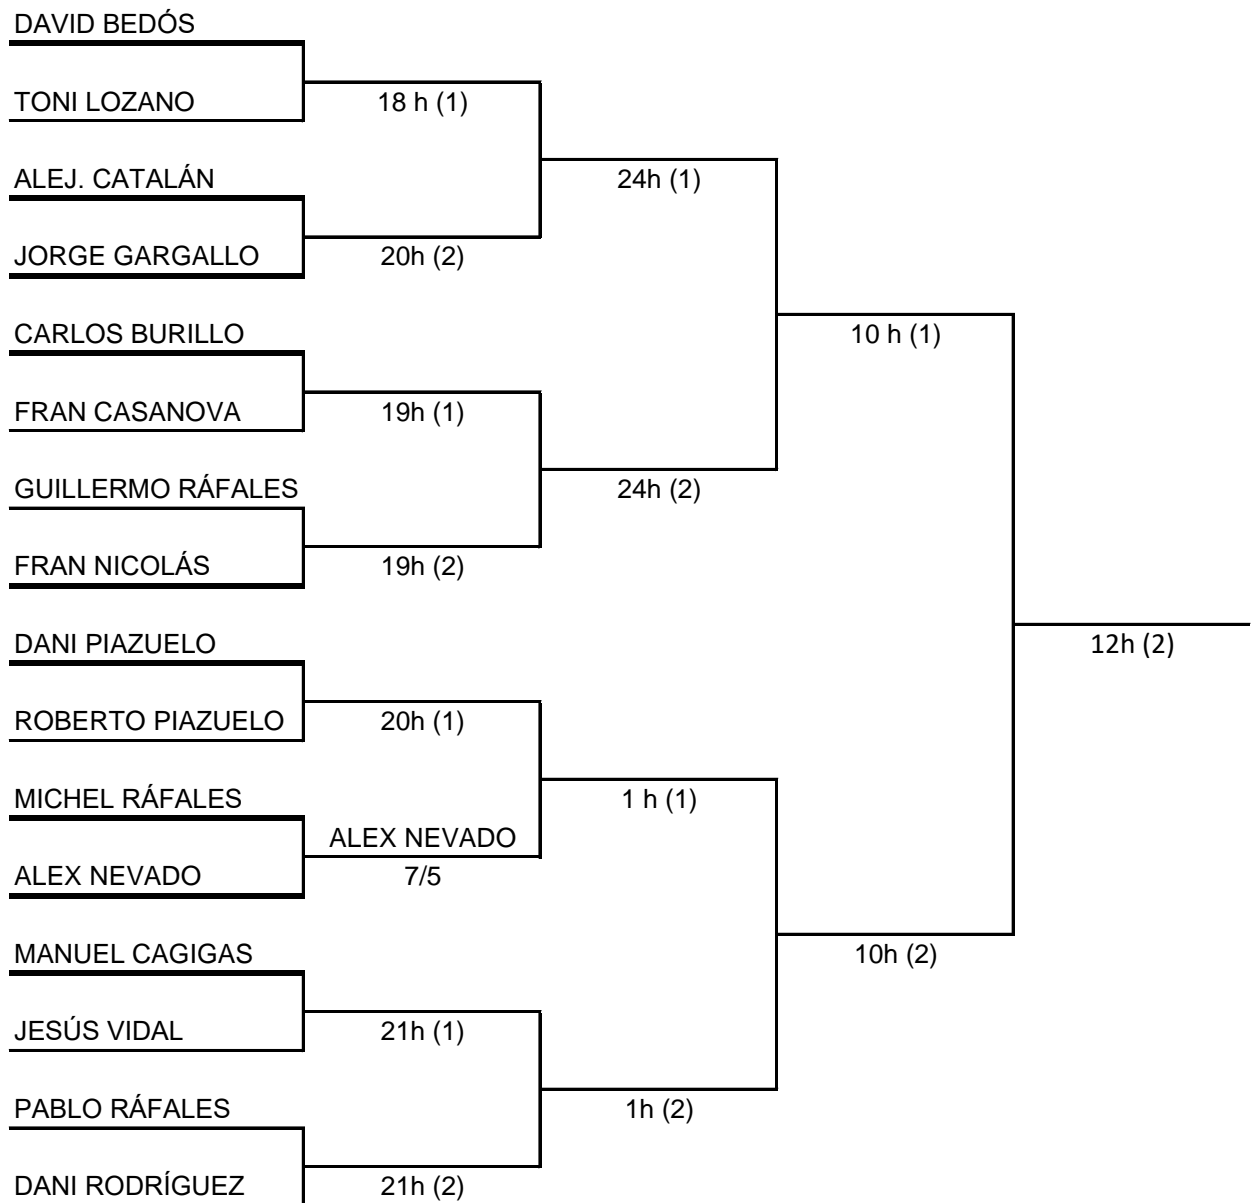 DAVID BEDÓS
TONI LOZANO
18 h (1)
ALEJ. CATALÁN
24h (1)
JORGE GARGALLO
20h (2)
CARLOS BURILLO
10 h (1)
FRAN CASANOVA
19h (1)
GUILLERMO RÁFALES
24h (2)
FRAN NICOLÁS
19h (2)
DANI PIAZUELO
12h (2)
ROBERTO PIAZUELO
20h (1)
MICHEL RÁFALES
1 h (1)
ALEX NEVADO
ALEX NEVADO
7/5
MANUEL CAGIGAS
10h (2)
JESÚS VIDAL
21h (1)
PABLO RÁFALES
1h (2)
DANI RODRÍGUEZ
21h (2)